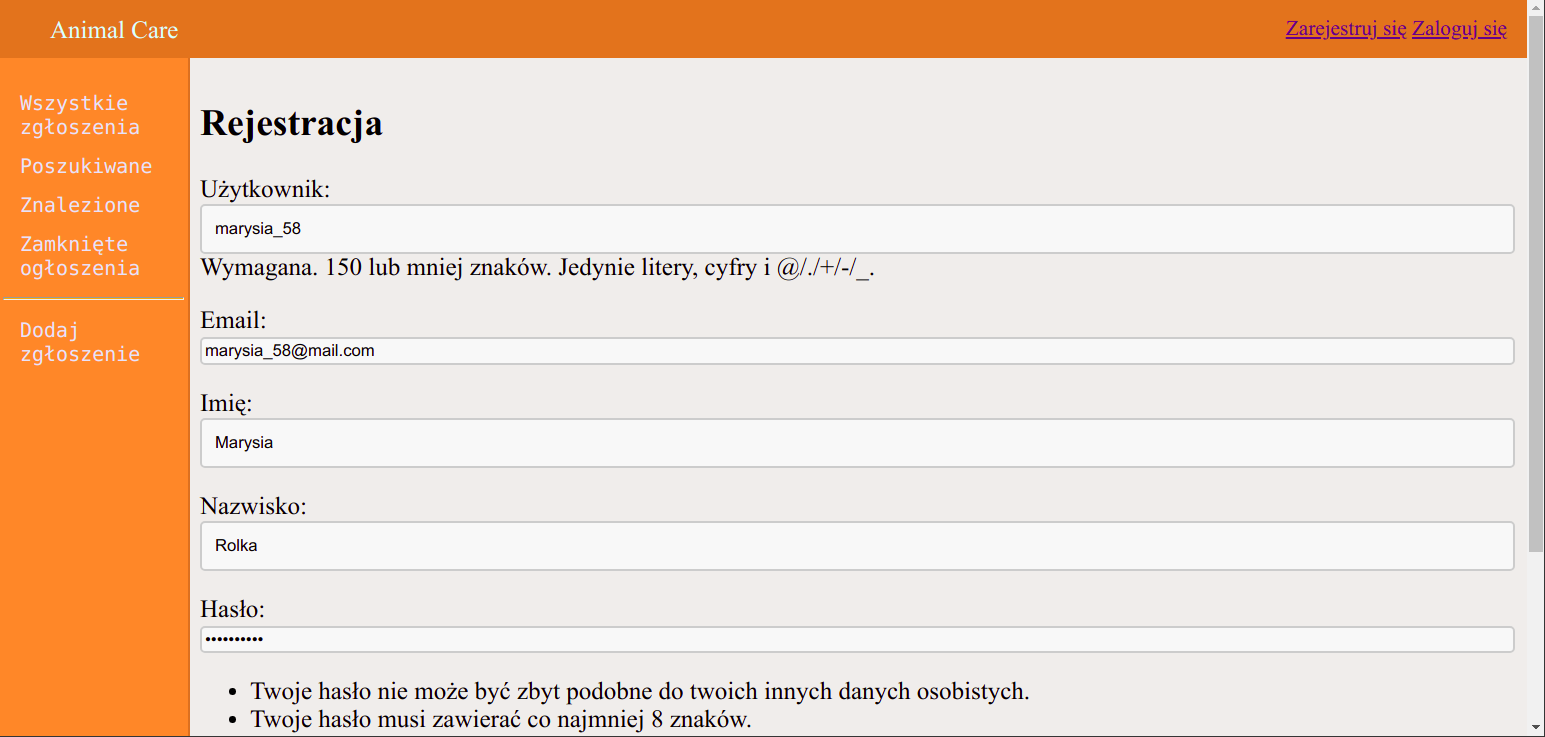 Animal Care
Zarejestruj się Zaloguj się
Wszystkie
zgłoszenia
Poszukiwane
Znalezione
Zamknięte
ogłoszenia
Dodaj
zgłoszenie
Rejestracja
Użytkownik:
marysia_58
Wymagana. 150 lub mniej znaków. Jedynie litery, cyfry i @/./+/-/_.
Email:
marysia_58@mail.com
Imię:
Marysia
Nazwisko:
Rolka
Hasło:
••••••••••
• Twoje hasło nie może być zbyt podobne do twoich innych danych osobistych.
• Twoje hasło musi zawierać co najmniej 8 znaków.